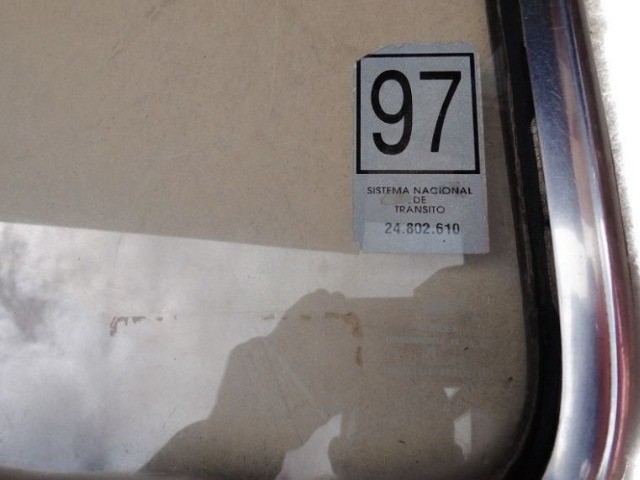 97
SISTEMA NACIONAL
DE
TRANSITO
24.802.610